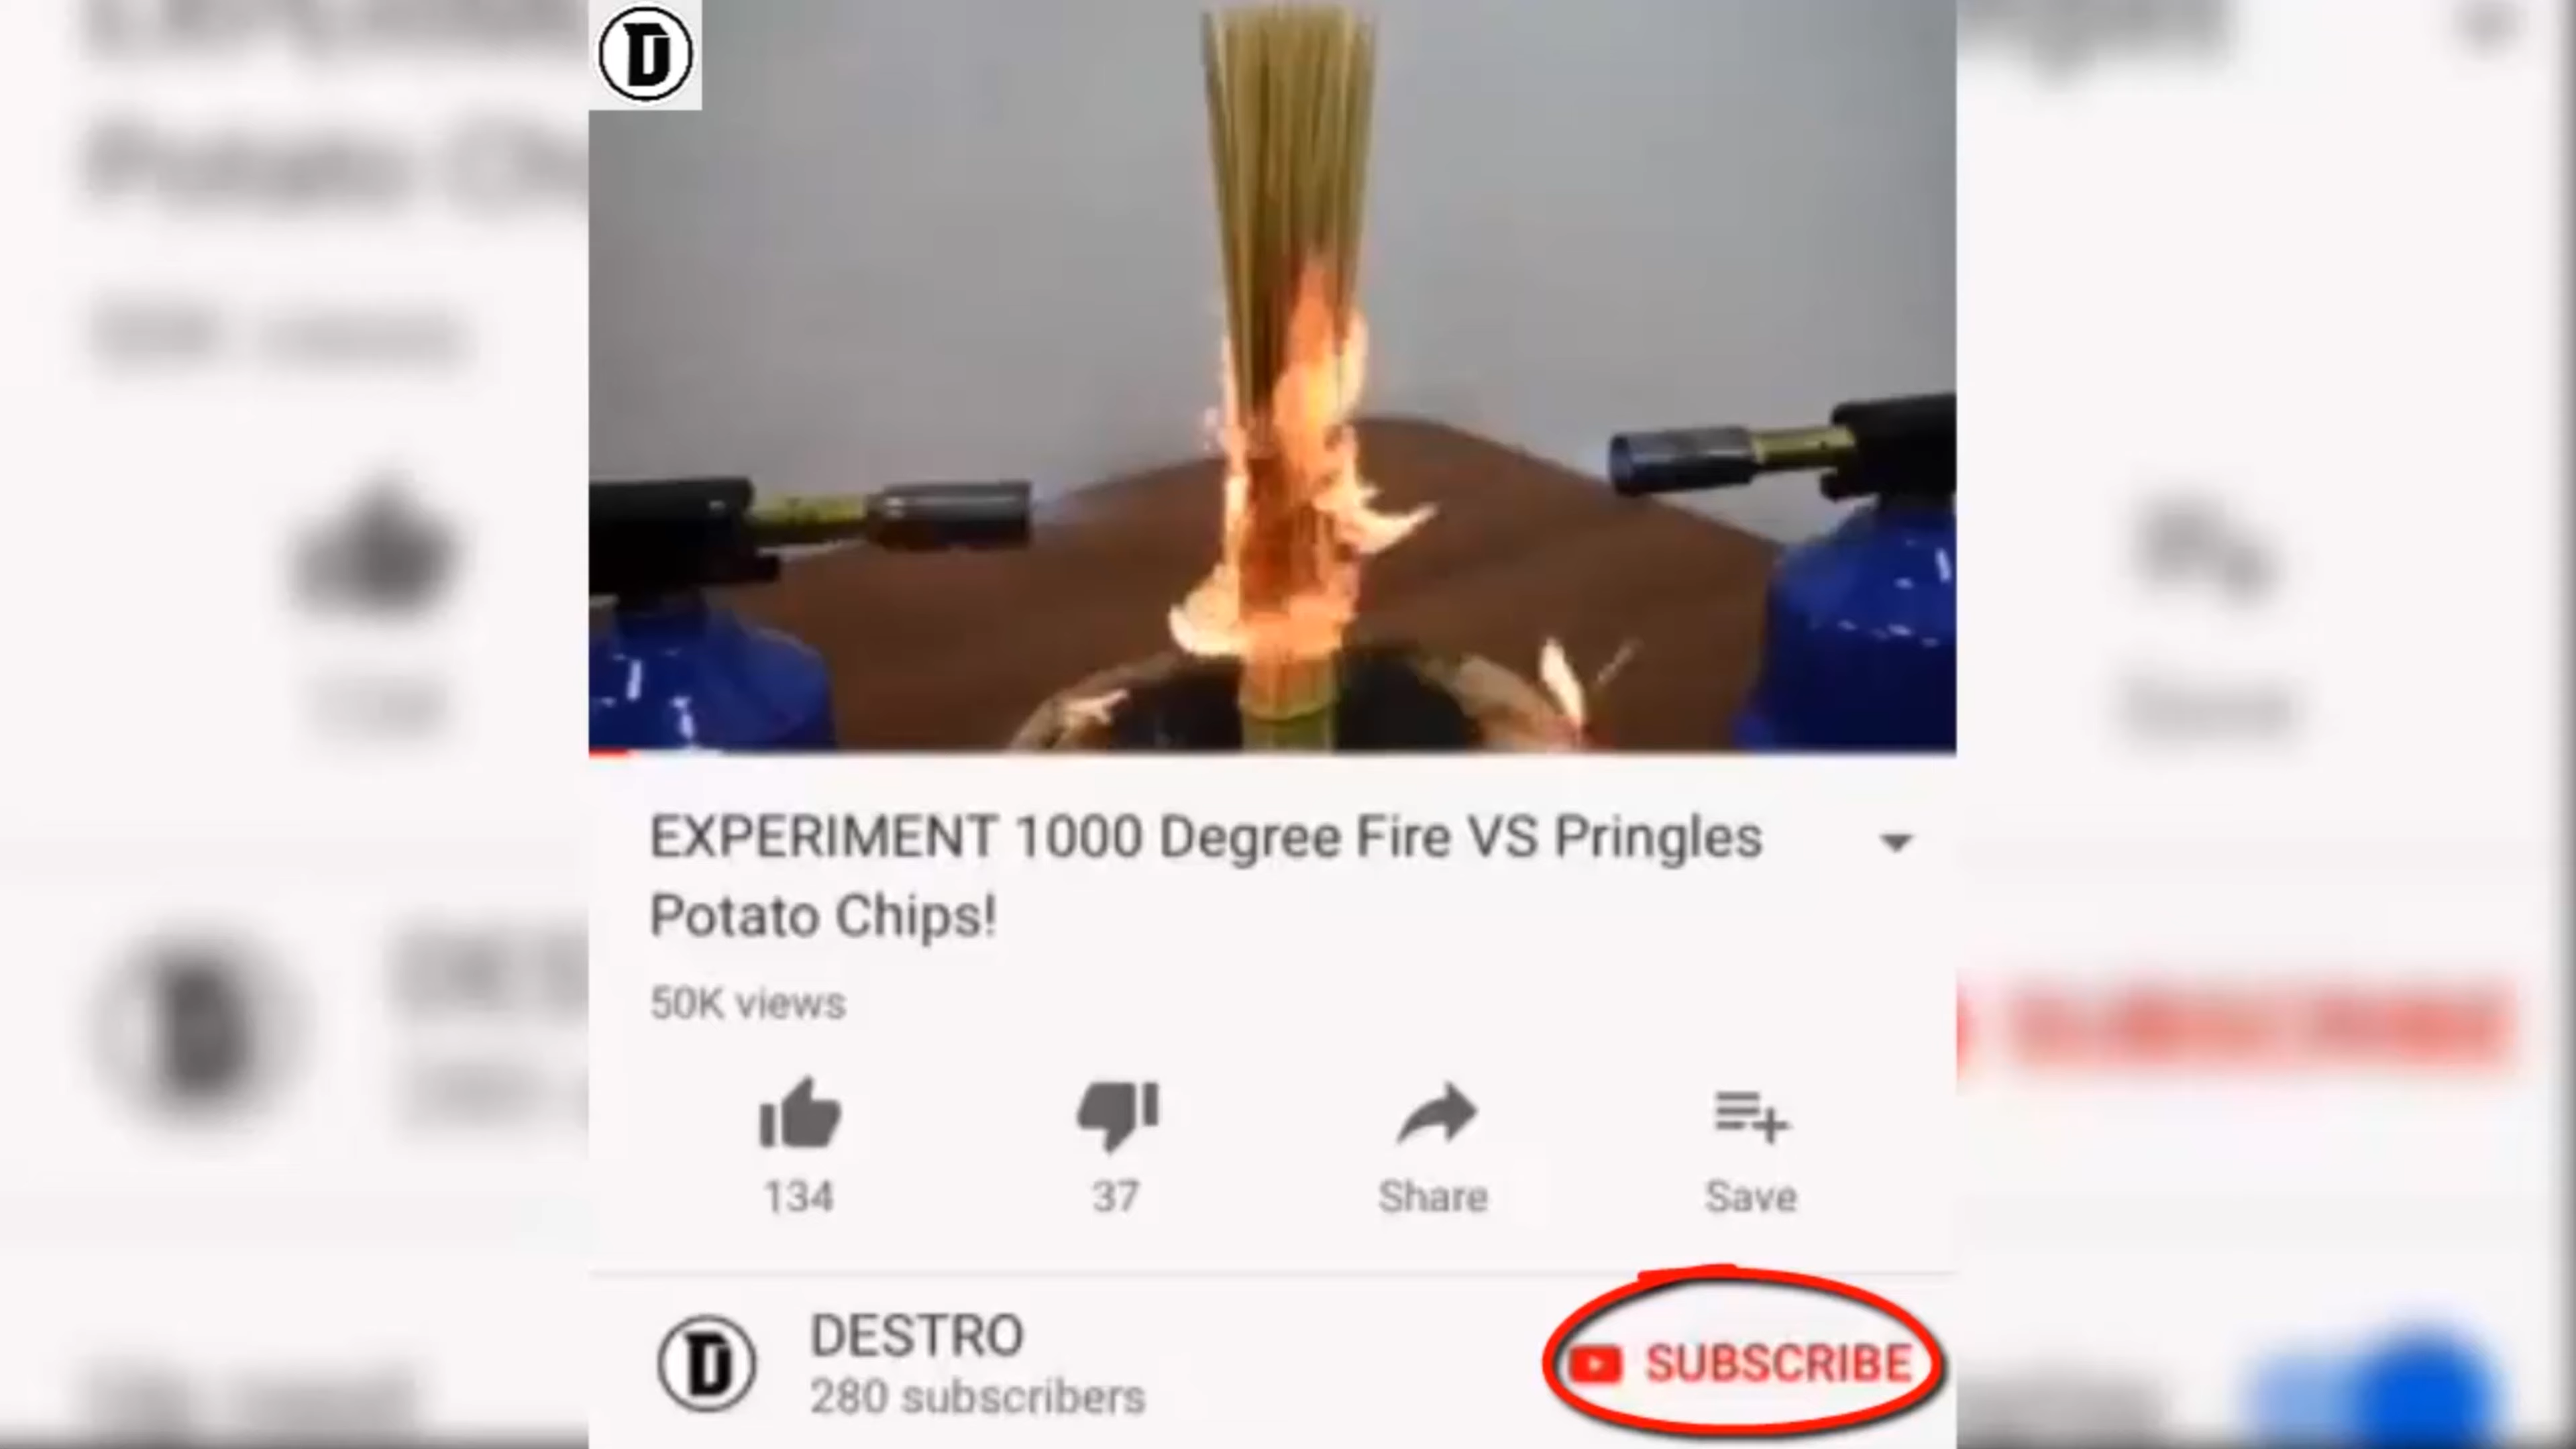 D
EXPERIMENT 1000 Degree Fire VS Pringles
Potato Chips!
50K views
134
37
Share
Save
D
DESTRO
280 subscribers
SUBSCRIBE